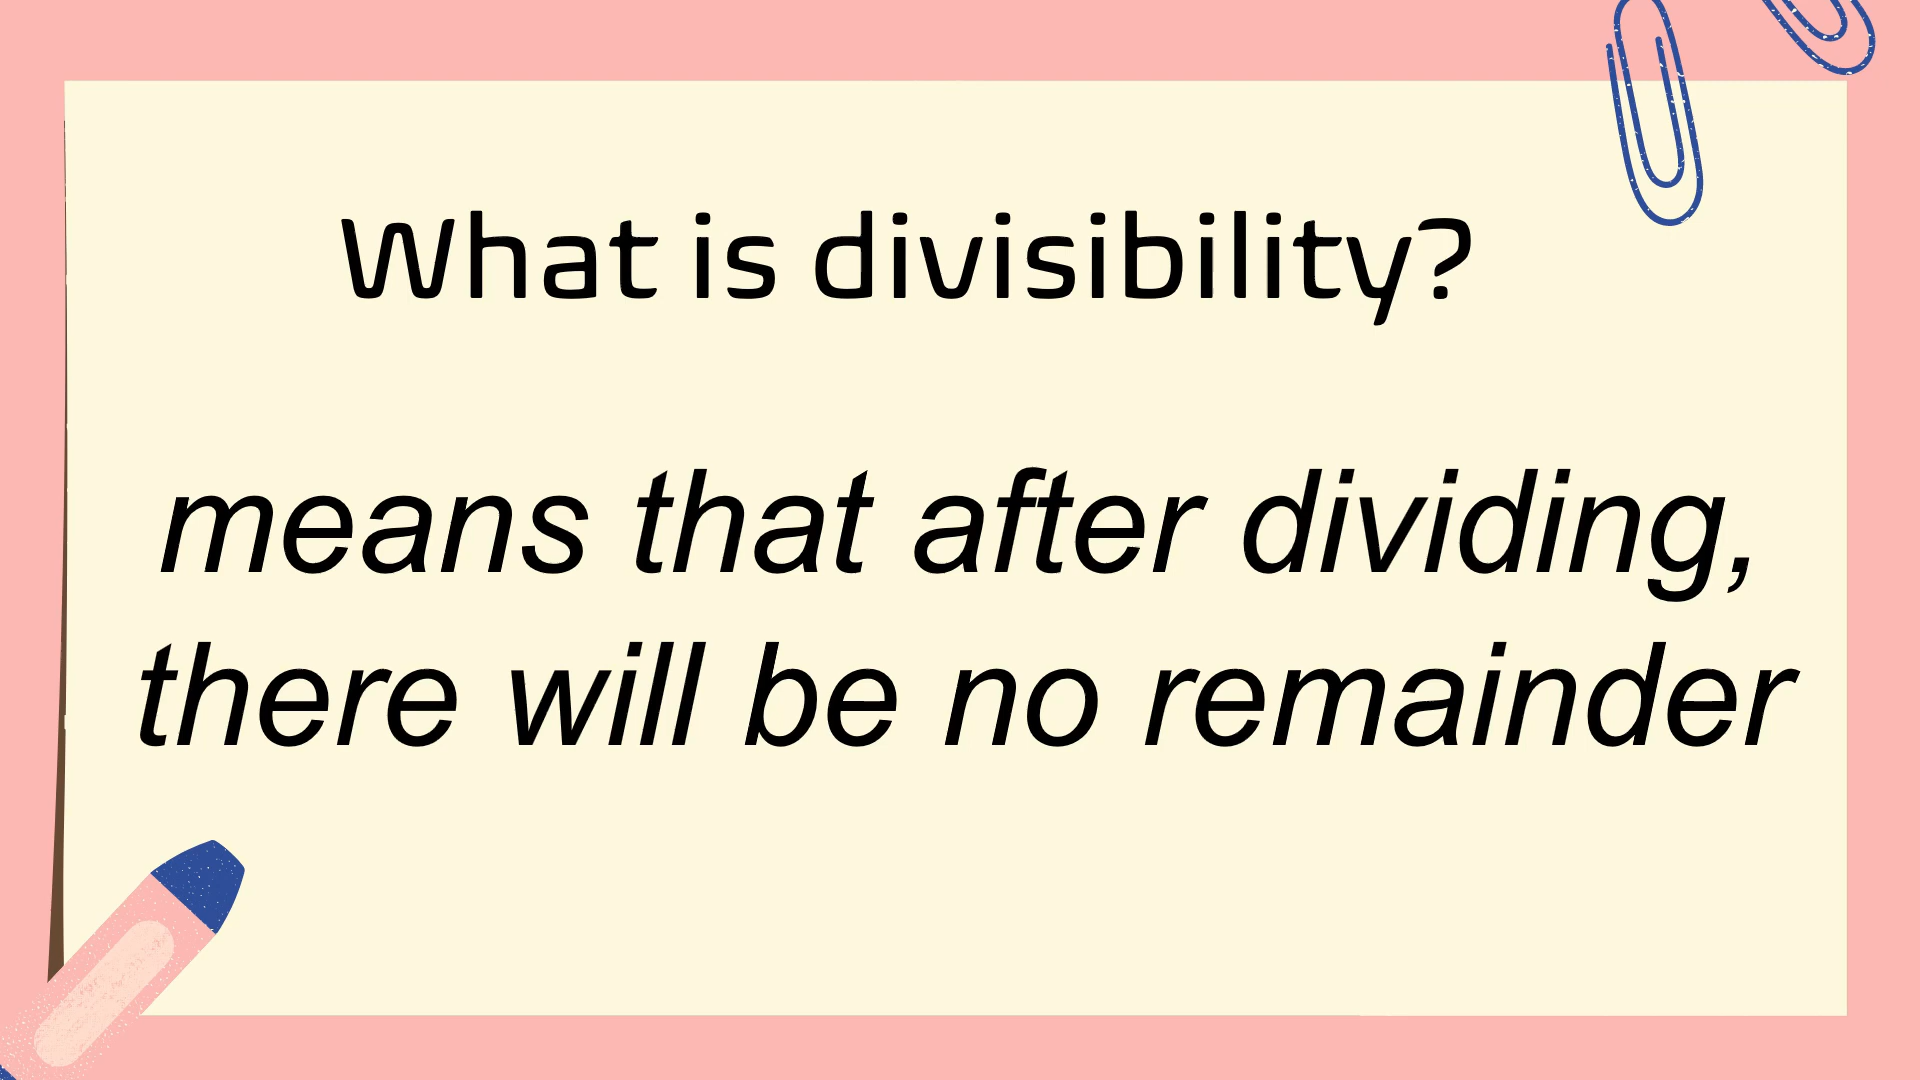 What is divisibility?
means that after dividing,
there will be no remainder